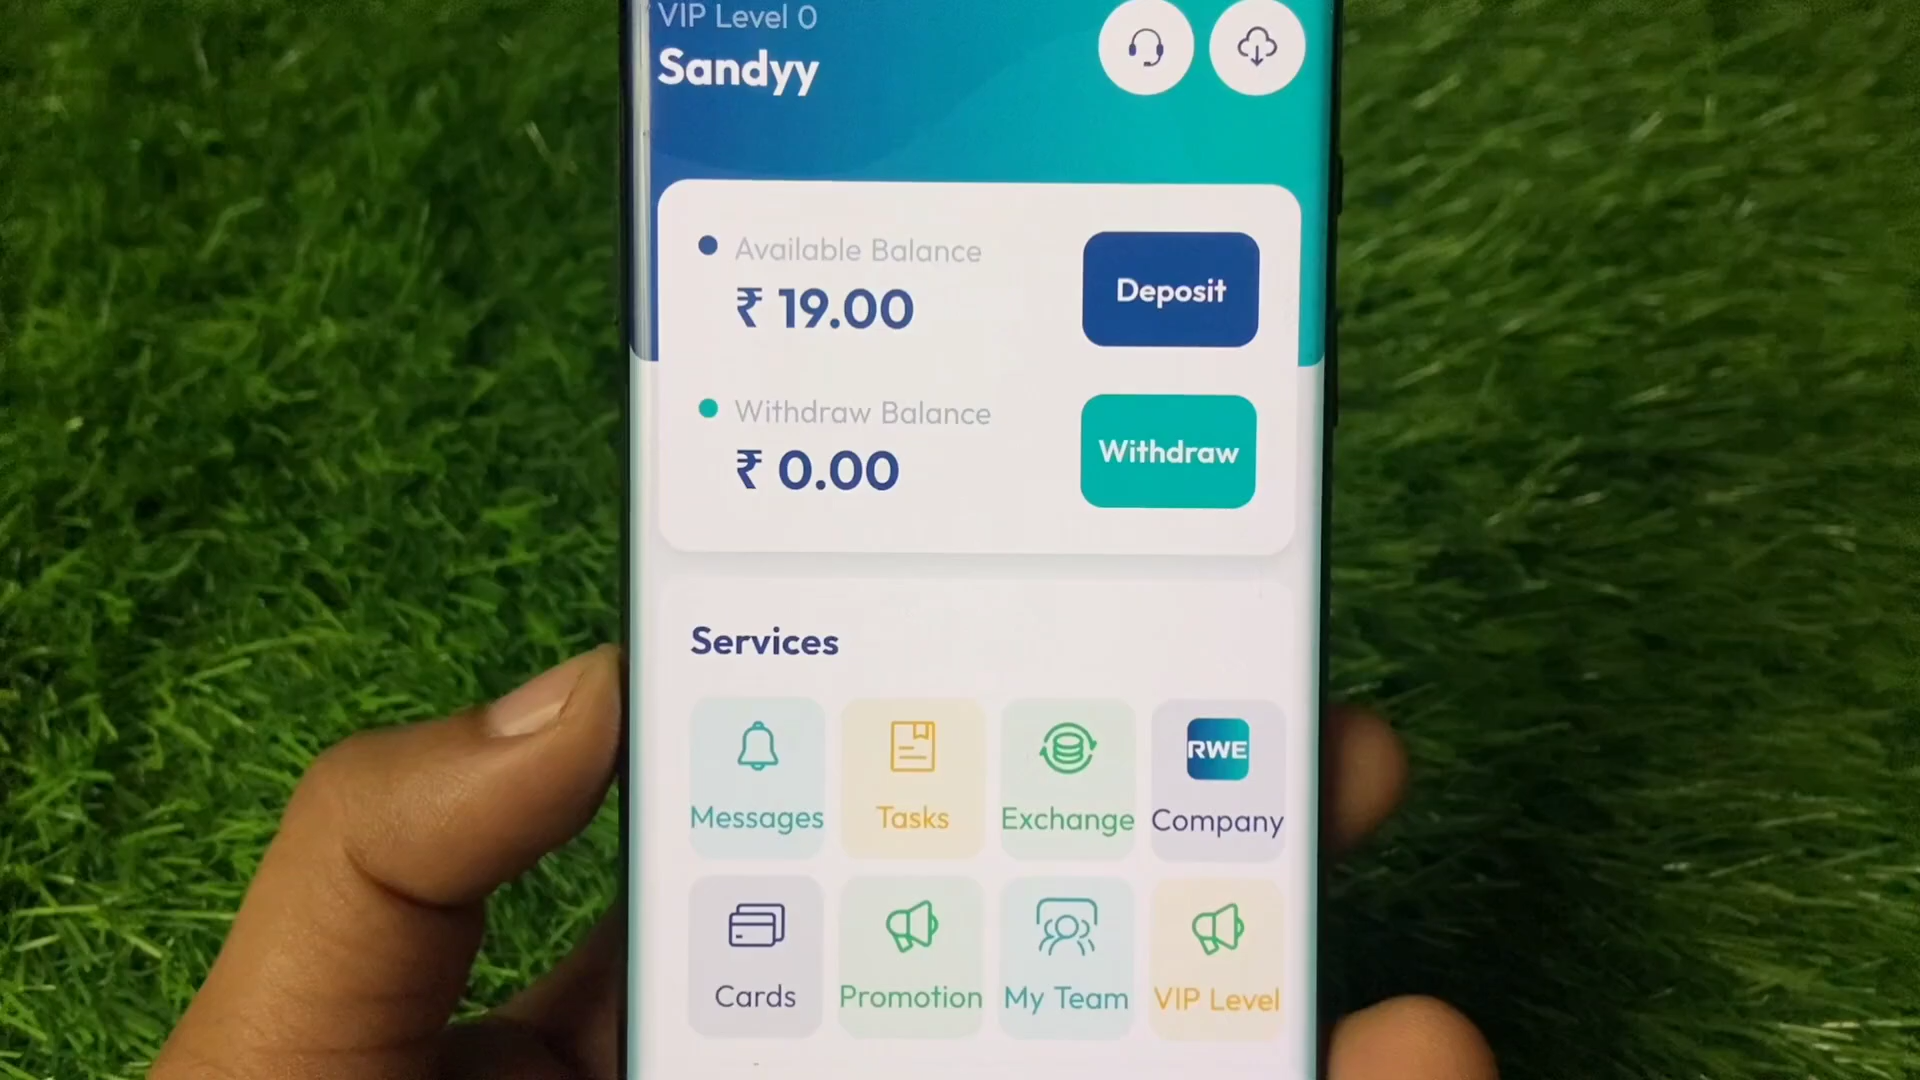 VIP Level 0
Sandyy
Available Balance
₹ 19.00
Deposit
Withdraw Balance
₹ 0.00
Withdraw
Services
Messages
Tasks
Exchange
RWE
Company
Cards
Promotion
My Team
VIP Level